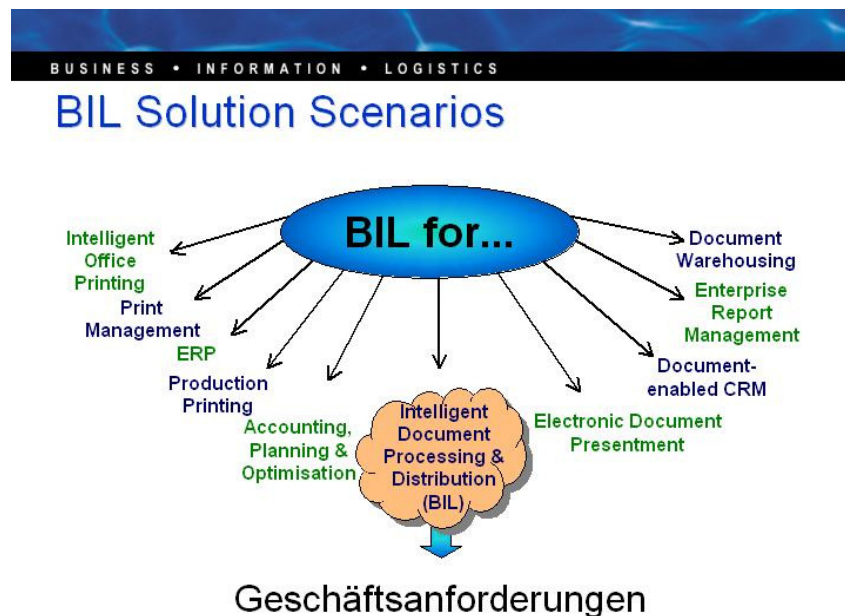 BUSINESS • INFORMATION • LOGISTICS
BIL Solution Scenarios
BIL for...
Intelligent
Office
Printing
Print
Management
ERP
Production
Printing
Accounting,
Planning &
Optimisation
Intelligent
Document
Processing &
Distribution
(BIL)
Electronic Document
Presentment
Document-
enabled CRM
Enterprise
Report
Management
Document
Warehousing
Geschäftsanforderungen